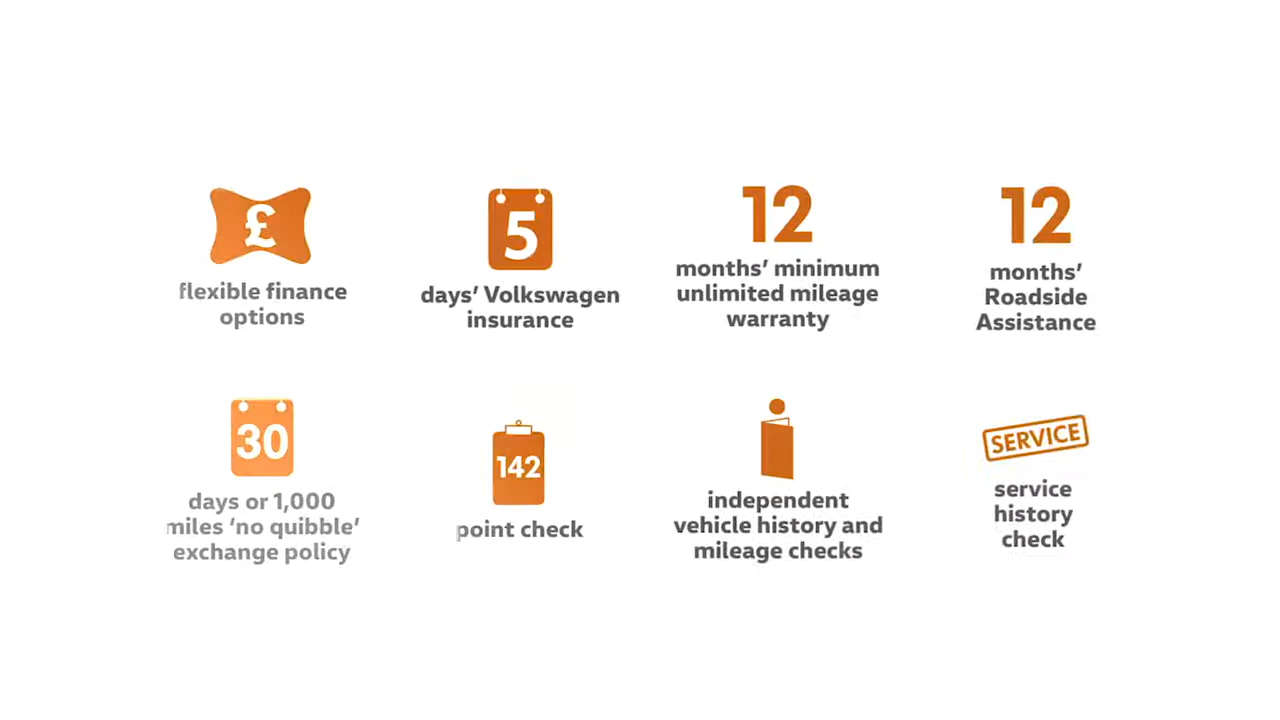 £
flexible finance
options
5
days’ Volkswagen
insurance
12
months’ minimum
unlimited mileage
warranty
12
months’
Roadside
Assistance
30
days or 1,000
miles ‘no quibble’
exchange policy
142
point check
independent
vehicle history and
mileage checks
SERVICE
service
history
check